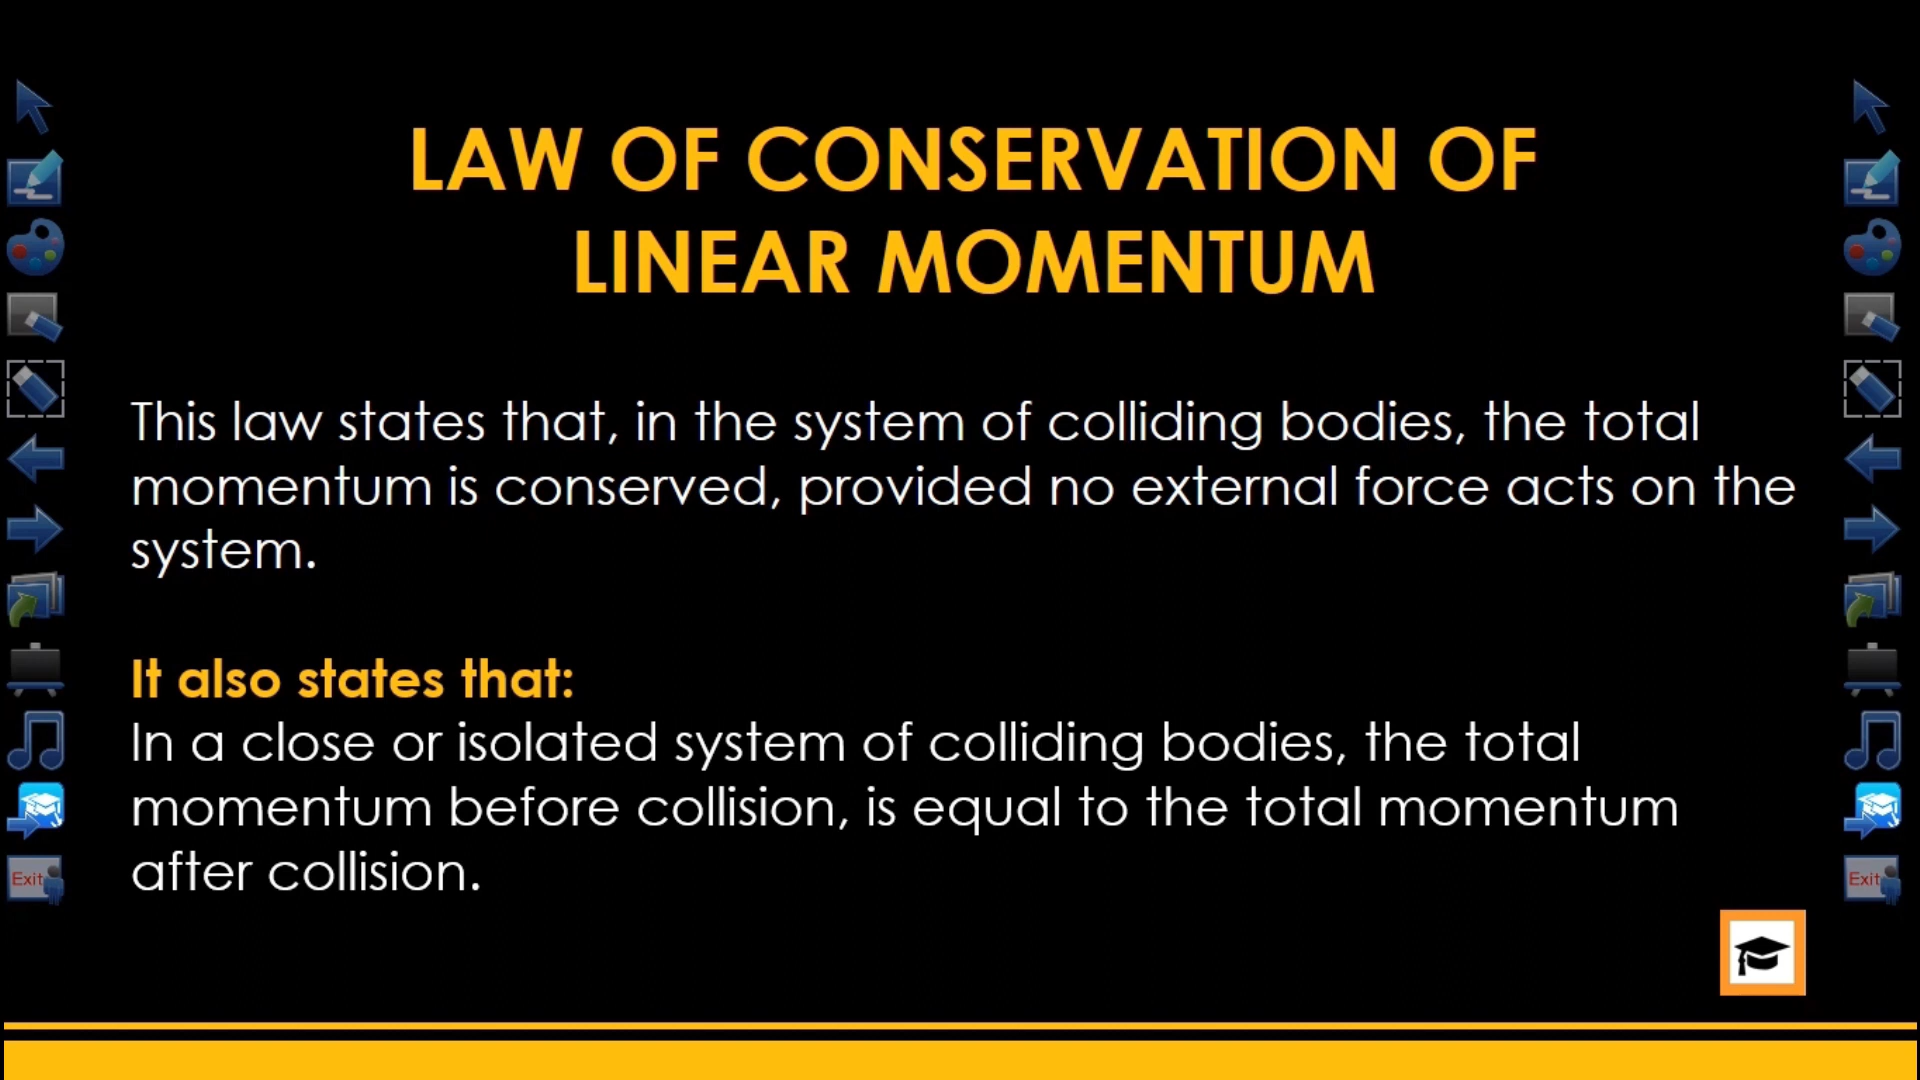 LAW OF CONSERVATION OF
LINEAR MOMENTUM
This law states that, in the system of colliding bodies, the total
momentum is conserved, provided no external force acts on the
system.
It also states that:
In a close or isolated system of colliding bodies, the total
momentum before collision, is equal to the total momentum
after collision.
Exit
Exit